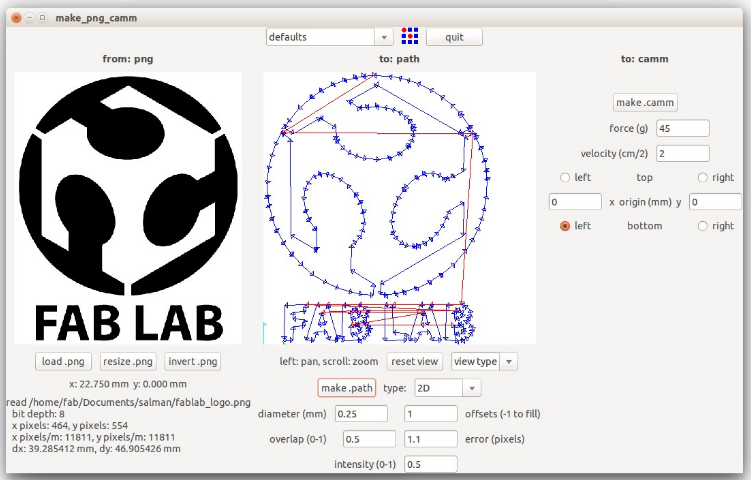 make_png_camm
defaults quit
from: png to: path to: camm
make .camm
force (g) 45
velocity (cm/2) 2
left top right
0 x origin (mm) y 0
left bottom right
FAB LAB
load .png resize .png invert .png left: pan, scroll: zoom reset view view type
x: 22.750 mm y: 0.000 mm make .path type: 2D
read /home/fab/Documents/salman/fablab_logo.png
bit depth: 8 diameter (mm) 0.25 1 offsets (-1 to fill)
x pixels: 464, y pixels: 554
x pixels/m: 11811, y pixels/m: 11811 overlap (0-1) 0.5 1.1 error (pixels)
dx: 39.285412 mm, dy: 46.905426 mm
intensity (0-1) 0.5